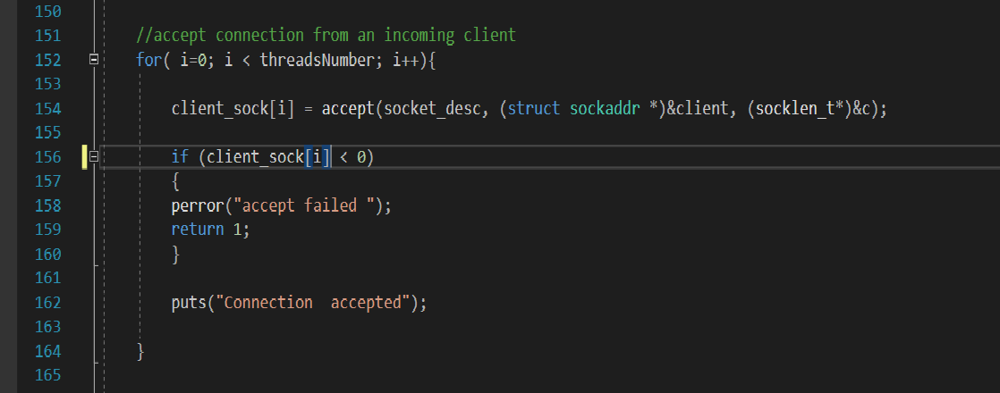 150
151 //accept connection from an incoming client
152 for( i=0; i < threadsNumber; i++){
153
154 client_sock[i] = accept(socket_desc, (struct sockaddr *)&client, (socklen_t*)&c);
155
156 if (client_sock[i] < 0)
157 {
158 perror("accept failed ");
159 return 1;
160 }
161
162 puts("Connection  accepted");
163
164 }
165